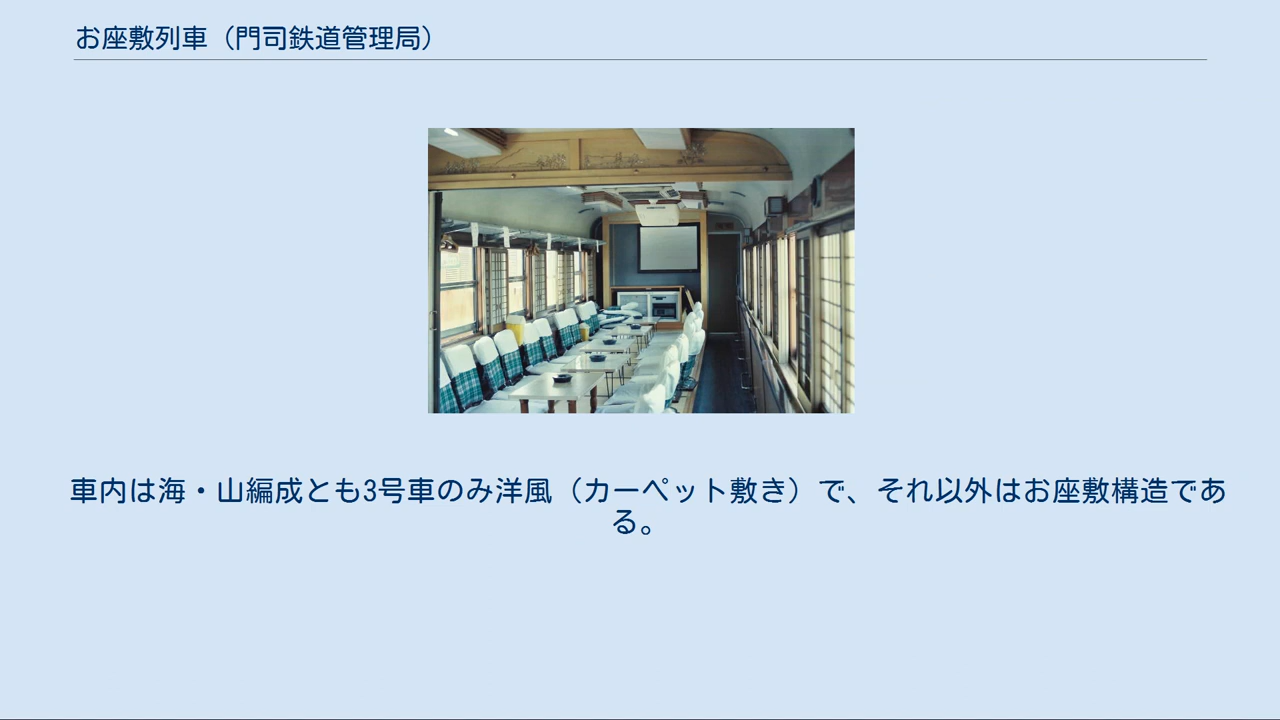 お座敷列車（門司鉄道管理局）
車内は海・山編成とも3号車のみ洋風（カーペット敷き）で、それ以外はお座敷構造であ
る。